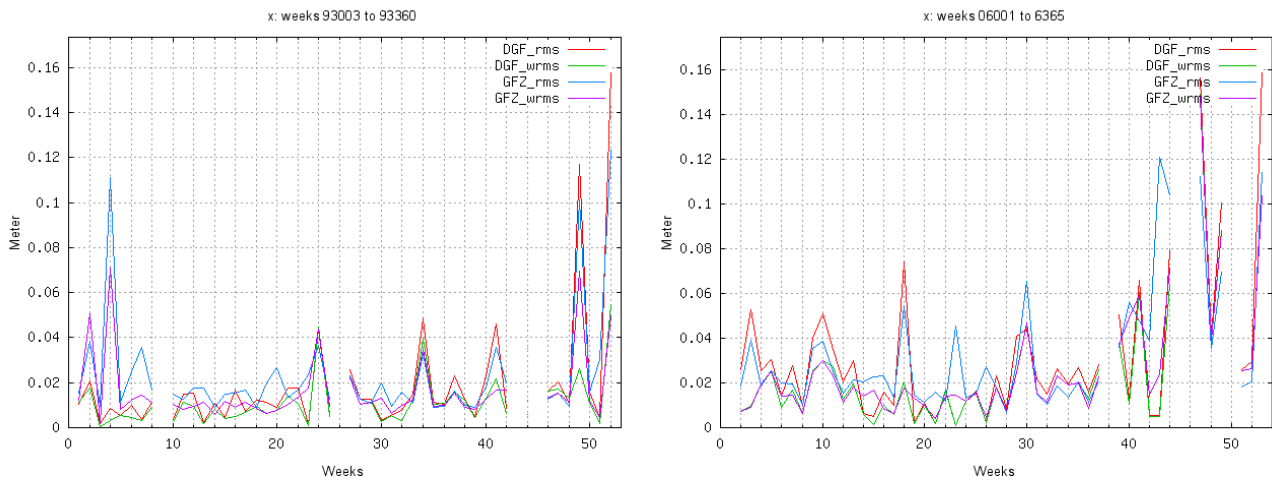 x: weeks 93003 to 93360
DGF_rms
DGF_wrms
GFZ_rms
GFZ_wrms
0.16
0.14
0.12
0.1
0.08
0.06
0.04
0.02
0
Meter
0 10 20 30 40 50
Weeks
x: weeks 06001 to 6365
DGF_rms
DGF_wrms
GFZ_rms
GFZ_wrms
0.16
0.14
0.12
0.1
0.08
0.06
0.04
0.02
0
Meter
0 10 20 30 40 50
Weeks